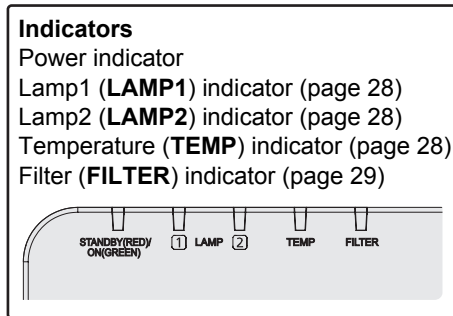 Indicators
Power indicator
Lamp1 (LAMP1) indicator (page 28)
Lamp2 (LAMP2) indicator (page 28)
Temperature (TEMP) indicator (page 28)
Filter (FILTER) indicator (page 29)
STANDBY(RED)/ 1 LAMP 2 TEMP FILTER
ON(GREEN)